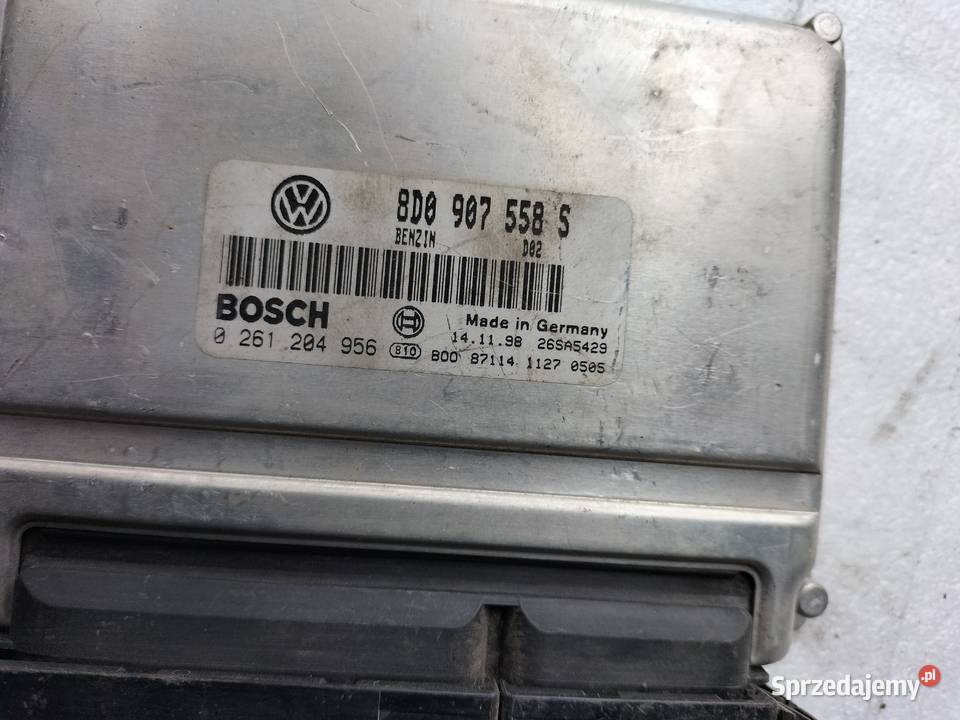 8D0 907 558 S
BENZIN D02
BOSCH
Made in Germany
0 261 204 956
14.11.98 26SA5429
810 B00 87114 1127 0505
Sprzedajemy.pl